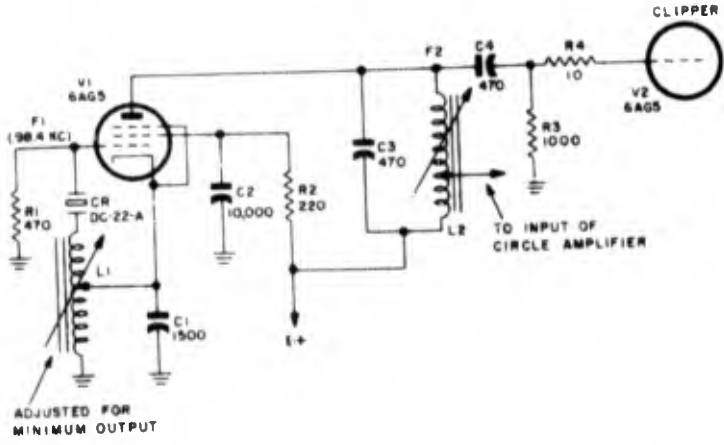 CLIPPER
V1
6AG5
F1
(98.4 KC)
R1
470
CR
DC-22-A
L1
C1
1500
C2
10,000
R2
220
C3
470
F2
C4
470
L2
R4
10
R3
1000
V2
6AG5
TO INPUT OF
CIRCLE AMPLIFIER
ADJUSTED FOR
MINIMUM OUTPUT